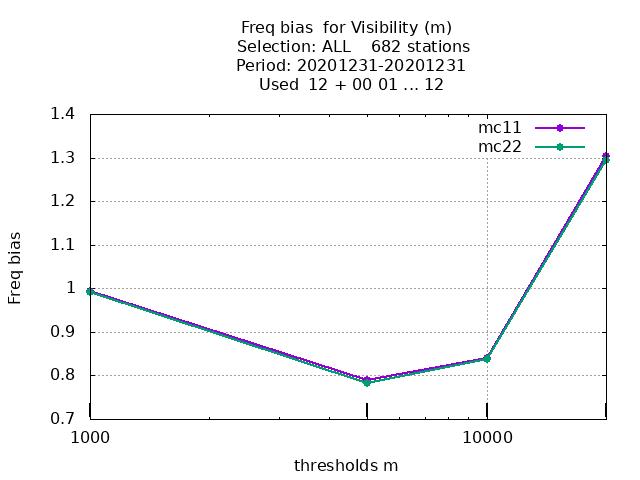 Freq bias  for Visibility (m)
Selection: ALL    682 stations
Period: 20201231-20201231
Used  12 + 00 01 ... 12
1.4
1.3
1.2
1.1
1
0.9
0.8
0.7
Freq bias
mc11
mc22
1000
10000
thresholds m